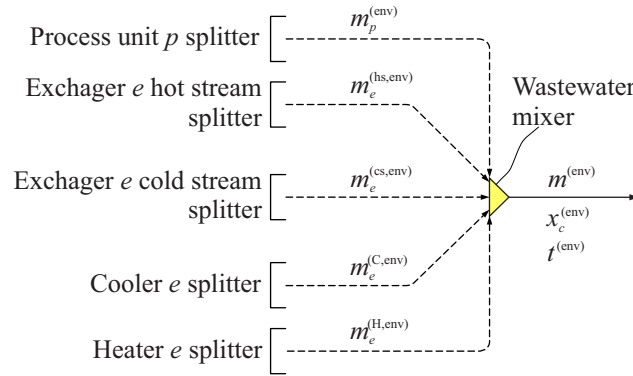 Process unit p splitter
m_p^(env)
Exchager e hot stream
splitter
m_e^(hs,env)
Wastewater
mixer
Exchager e cold stream
splitter
m_e^(cs,env)
m^(env)
x_c^(env)
t^(env)
Cooler e splitter
m_e^(C,env)
Heater e splitter
m_e^(H,env)